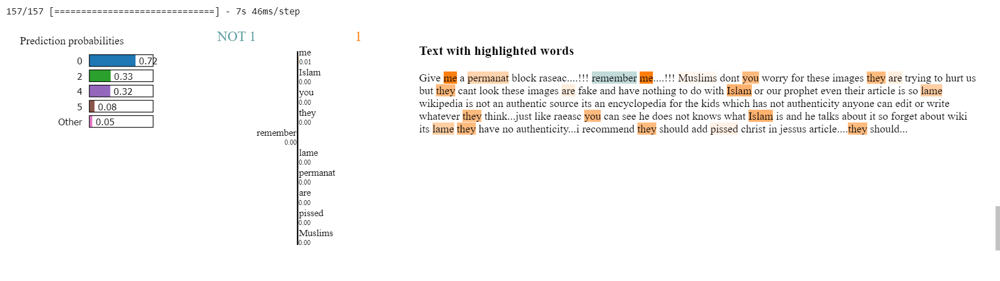 157/157 [==============================] - 7s 46ms/step
Prediction probabilities
0 0.72
2 0.33
4 0.32
5 0.08
Other 0.05
NOT 1
1
me
0.01
Islam
0.00
you
0.00
they
0.00
remember
0.00
lame
0.00
permanat
0.00
are
0.00
pissed
0.00
Muslims
0.00
Text with highlighted words
Give me a permanat block raseac....!!! remember me....!!! Muslims dont you worry for these images they are trying to hurt us
but they cant look these images are fake and have nothing to do with Islam or our prophet even their article is so lame
wikipedia is not an authentic source its an encyclopedia for the kids which has not authenticity anyone can edit or write
whatever they think...just like raeasc you can see he does not knows what Islam is and he talks about it so forget about wiki
its lame they have no authenticity...i recommend they should add pissed christ in jessus article....they should...